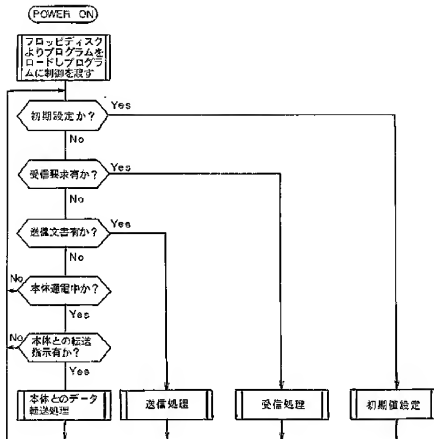 POWER ON
フロッピディスク
よりプログラムを
ロードしプログラ
ムに制御を渡す
初期設定か?
Yes
No
受信要求有か?
Yes
No
送信文書有か?
Yes
No
本体通電中か?
No
Yes
本体との転送
指示有か?
No
Yes
本体とのデータ
転送処理
送信処理
受信処理
初期値設定